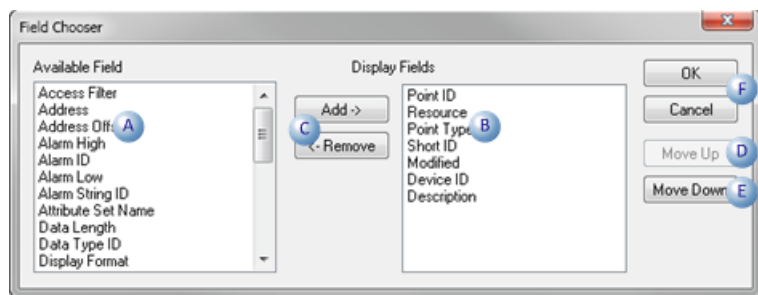 Field Chooser
Available Field
Display Fields
Access Filter
Address
Address Offs
Alarm High
Alarm ID
Alarm Low
Alarm String ID
Attribute Set Name
Data Length
Data Type ID
Display Format
A
Add ->
<- Remove
C
Point ID
Resource
Point Type
Short ID
Modified
Device ID
Description
B
OK
Cancel
F
Move Up
D
Move Down
E